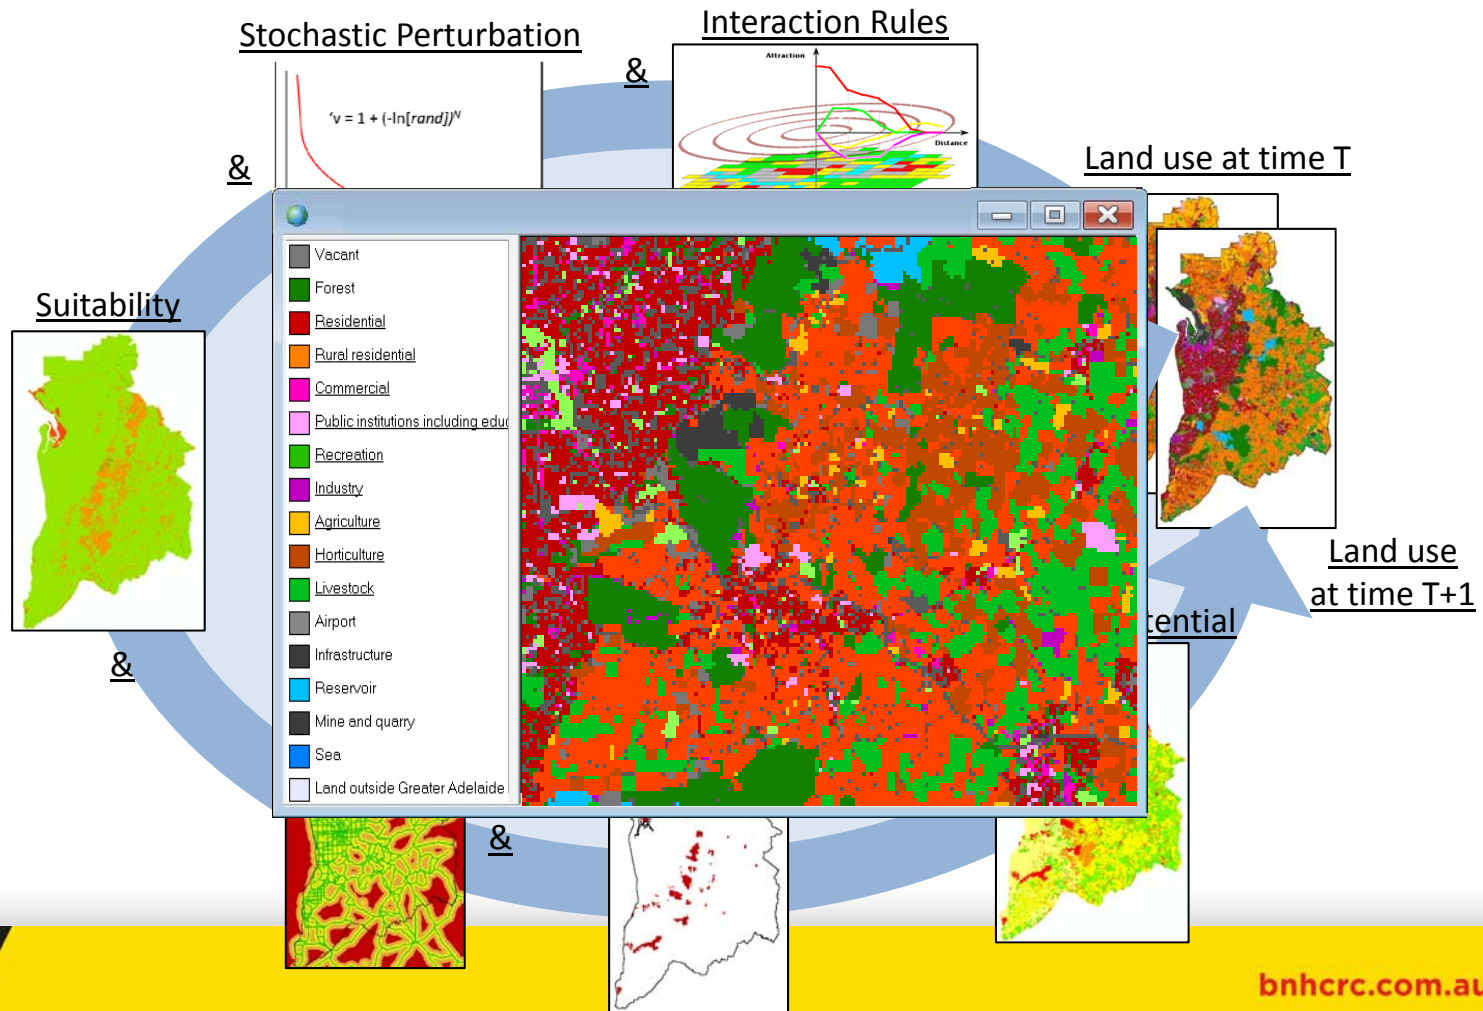 Stochastic Perturbation
&
Interaction Rules
‘v = 1 + (-ln[rand])ᴺ
Attraction
Distance
&
Land use at time T
Suitability
Vacant
Forest
Residential
Rural residential
Commercial
Public institutions including educ
Recreation
Industry
Agriculture
Horticulture
Livestock
Airport
Infrastructure
Reservoir
Mine and quarry
Sea
Land outside Greater Adelaide
Land use
at time T+1
tential
&
&
bnhcrc.com.au